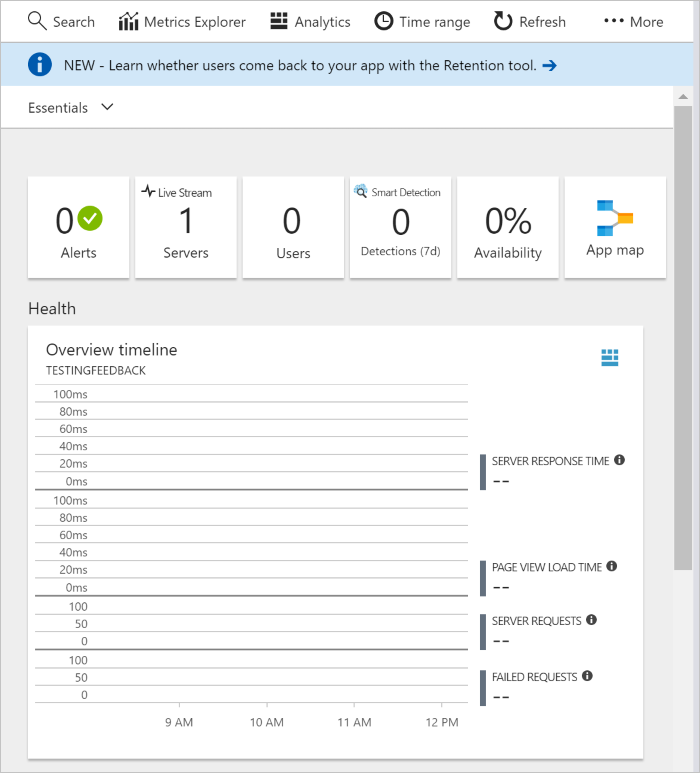 Search Metrics Explorer Analytics Time range Refresh ••• More
NEW - Learn whether users come back to your app with the Retention tool. →
Essentials
Live Stream Smart Detection
0 1 0 0 0%
Alerts Servers Users Detections (7d) Availability App map
Health
Overview timeline
TESTINGFEEDBACK
100ms
80ms
60ms
40ms
20ms
0ms
SERVER RESPONSE TIME
--
100ms
80ms
60ms
40ms
20ms
0ms
PAGE VIEW LOAD TIME
--
100
50
0
SERVER REQUESTS
--
100
50
0
FAILED REQUESTS
--
9 AM 10 AM 11 AM 12 PM